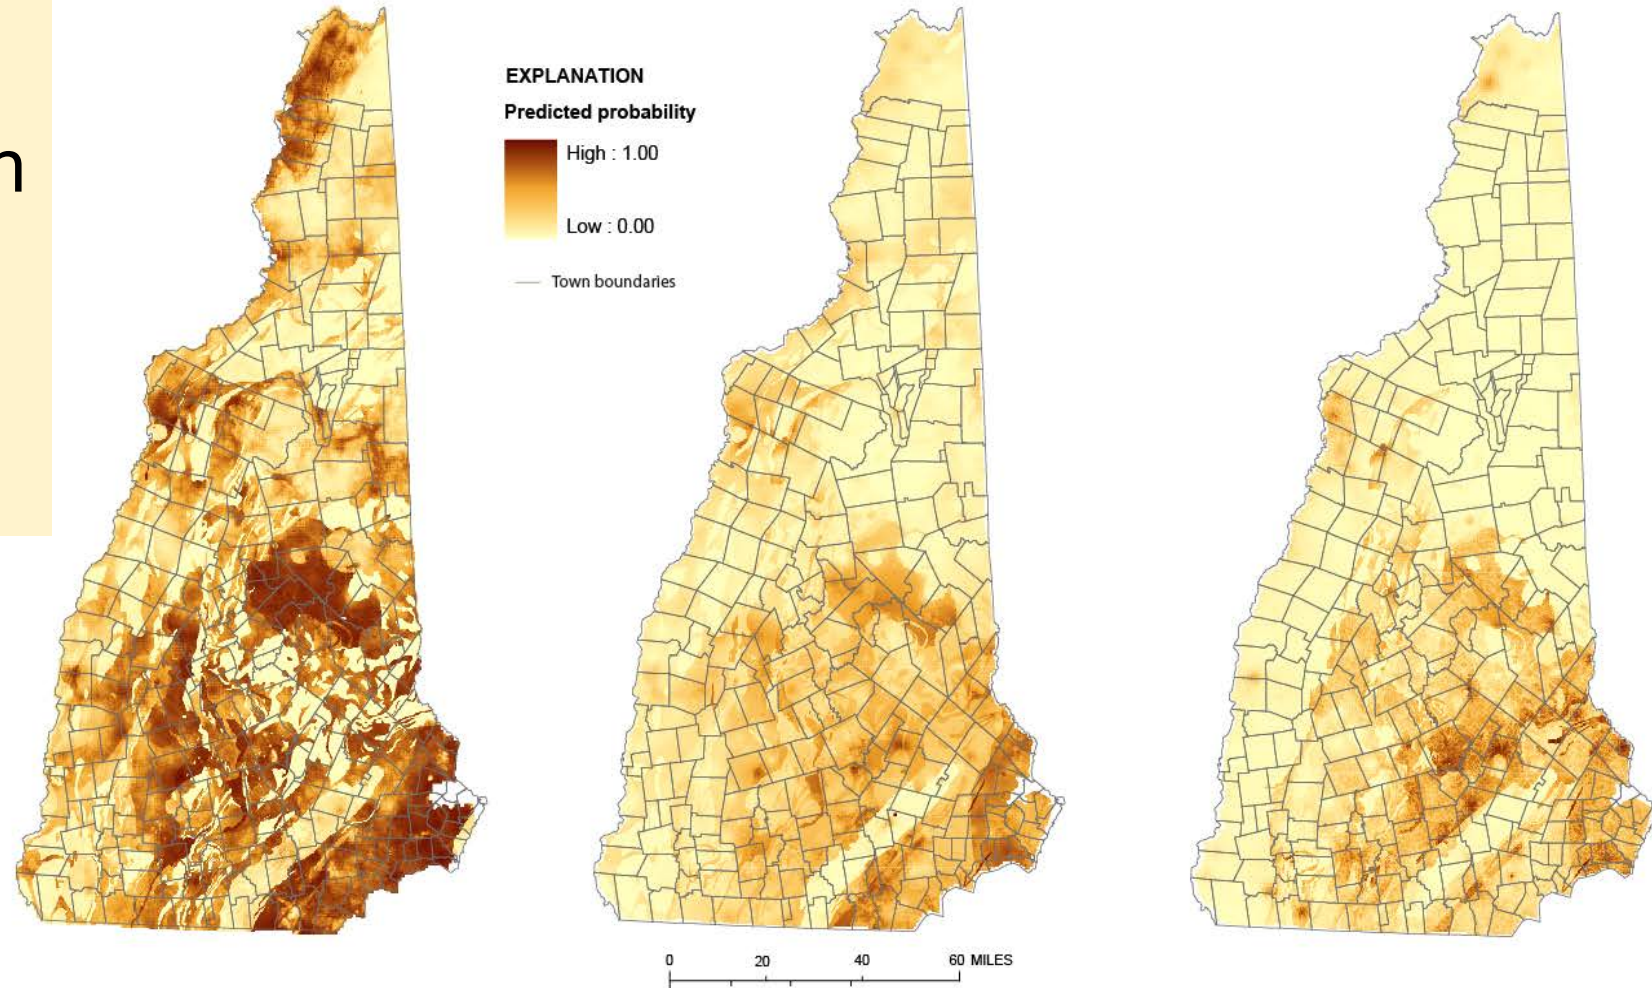 n
EXPLANATION
Predicted probability
High : 1.00
Low : 0.00
Town boundaries
0 20 40 60 MILES